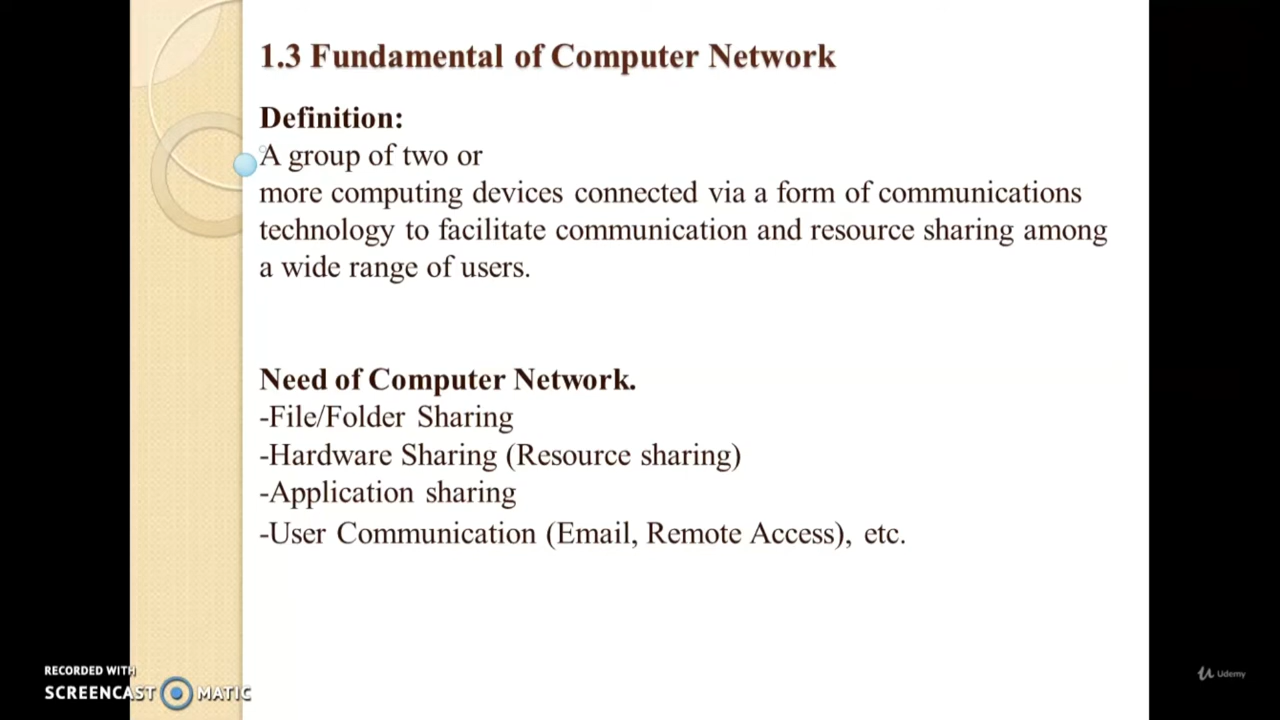 1.3 Fundamental of Computer Network
Definition:
A group of two or
more computing devices connected via a form of communications
technology to facilitate communication and resource sharing among
a wide range of users.
Need of Computer Network.
-File/Folder Sharing
-Hardware Sharing (Resource sharing)
-Application sharing
-User Communication (Email, Remote Access), etc.
RECORDED WITH
SCREENCAST MATIC
Udemy